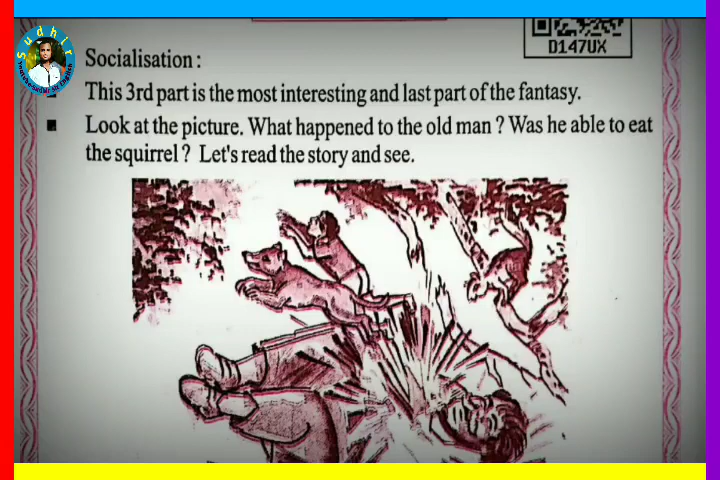 Sudhir
D147UX
Socialisation :
This 3rd part is the most interesting and last part of the fantasy.
Look at the picture. What happened to the old man ? Was he able to eat
the squirrel ? Let's read the story and see.